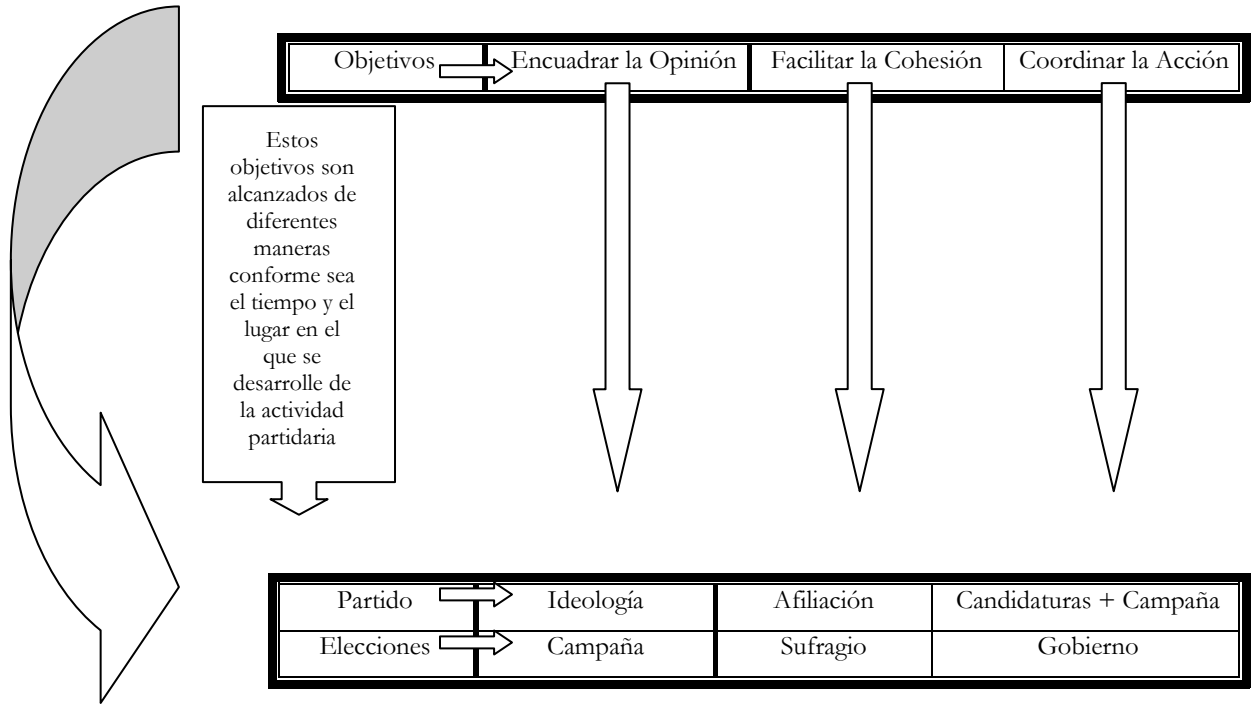 Objetivos Encuadrar la Opinión Facilitar la Cohesión Coordinar la Acción
Estos
objetivos son
alcanzados de
diferentes
maneras
conforme sea
el tiempo y el
lugar en el
que se
desarrolle de
la actividad
partidaria
Partido Ideología Afiliación Candidaturas + Campaña
Elecciones Campaña Sufragio Gobierno